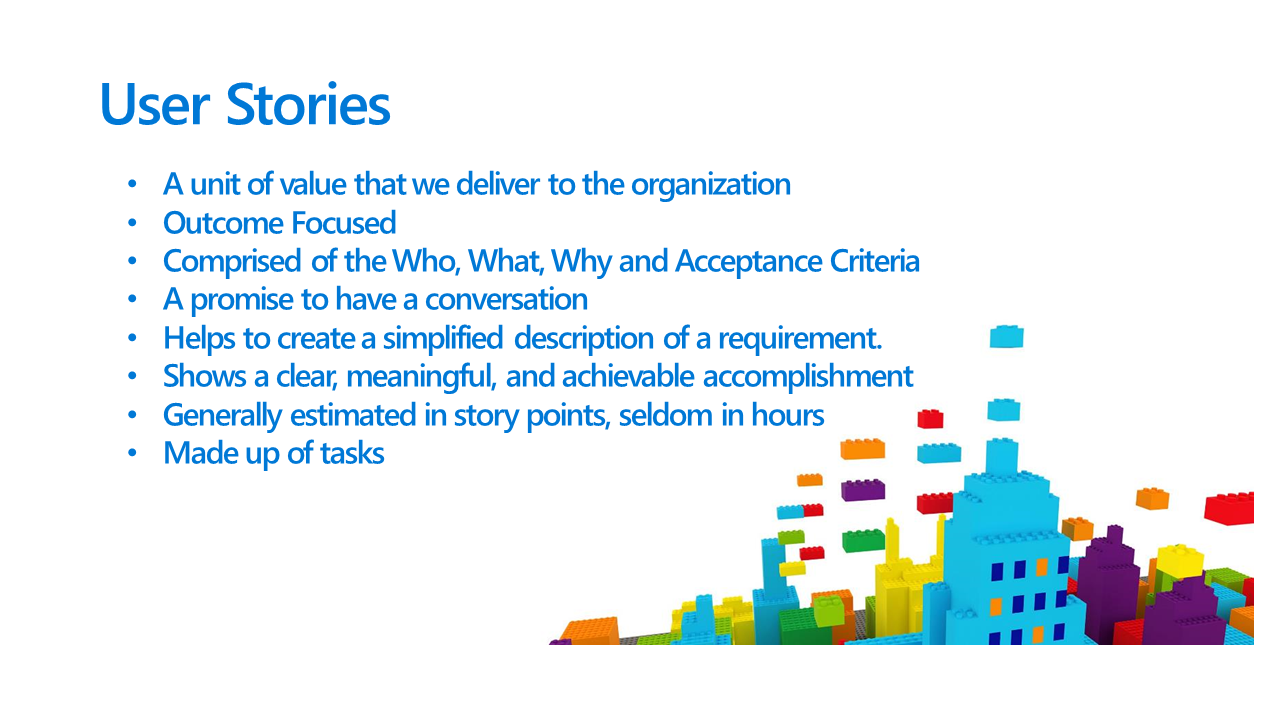 User Stories
• A unit of value that we deliver to the organization
• Outcome Focused
• Comprised of the Who, What, Why and Acceptance Criteria
• A promise to have a conversation
• Helps to create a simplified description of a requirement.
• Shows a clear, meaningful, and achievable accomplishment
• Generally estimated in story points, seldom in hours
• Made up of tasks